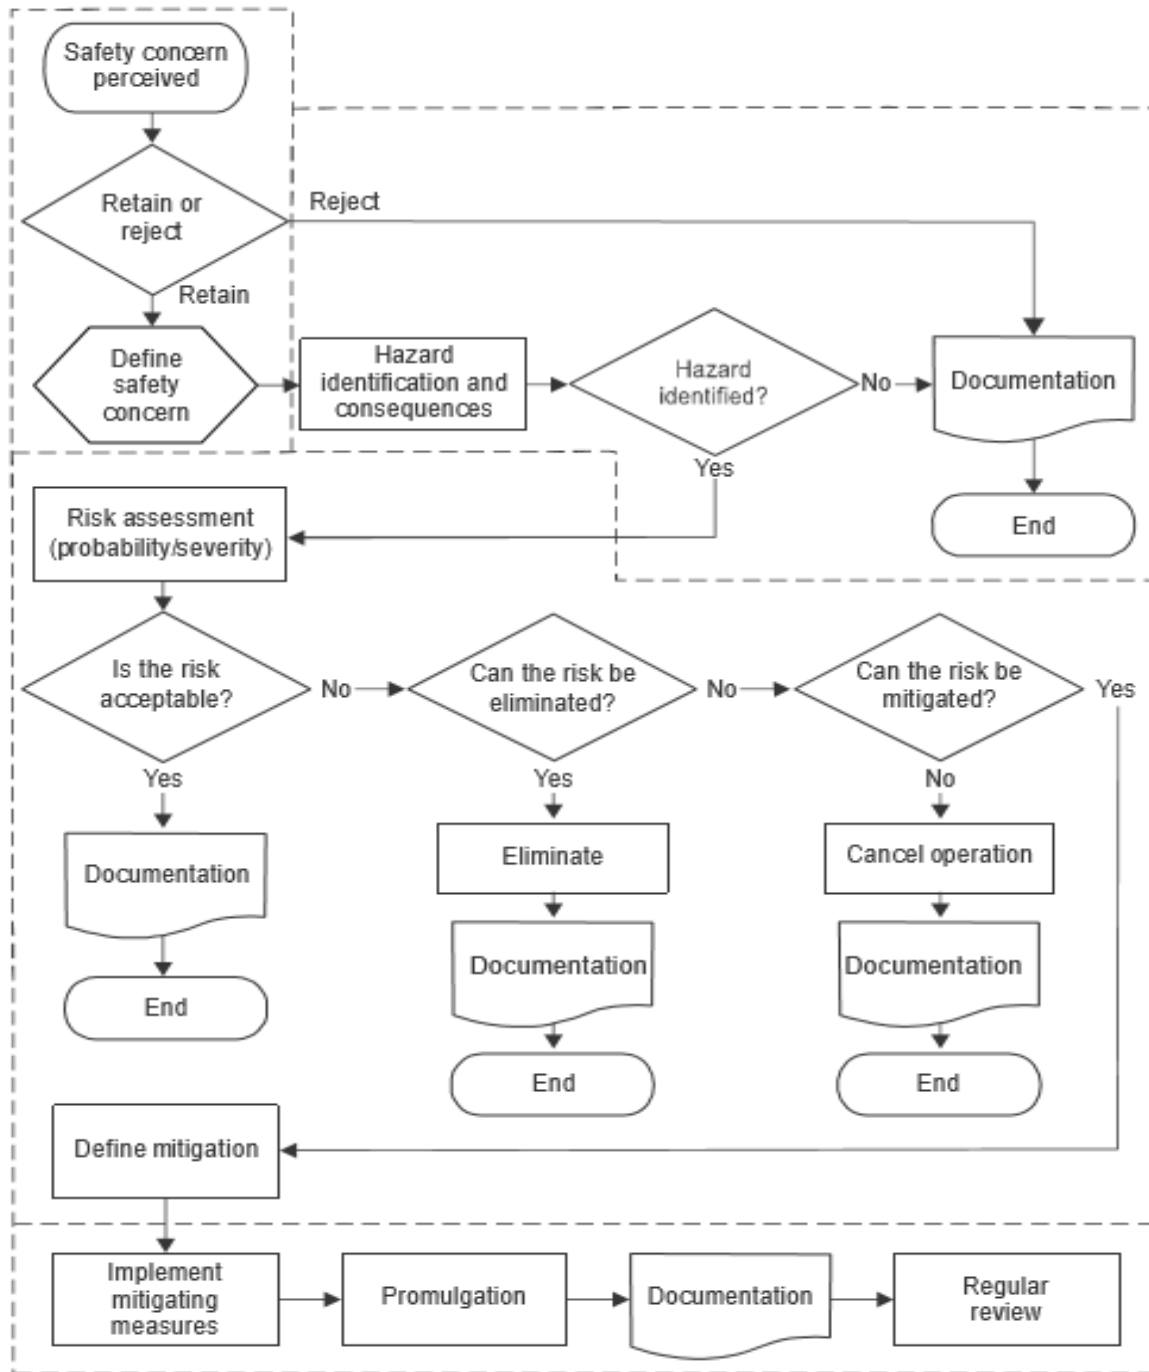 Safety concern
perceived
Retain or
reject
Reject
Retain
Define
safety
concern
Hazard
identification and
consequences
Hazard
identified?
No
Documentation
Yes
End
Risk assessment
(probability/severity)
Is the risk
acceptable?
No
Can the risk be
eliminated?
No
Can the risk be
mitigated?
Yes
Yes
Yes
No
Documentation
Eliminate
Cancel operation
Documentation
Documentation
End
End
End
Define mitigation
Implement
mitigating
measures
Promulgation
Documentation
Regular
review